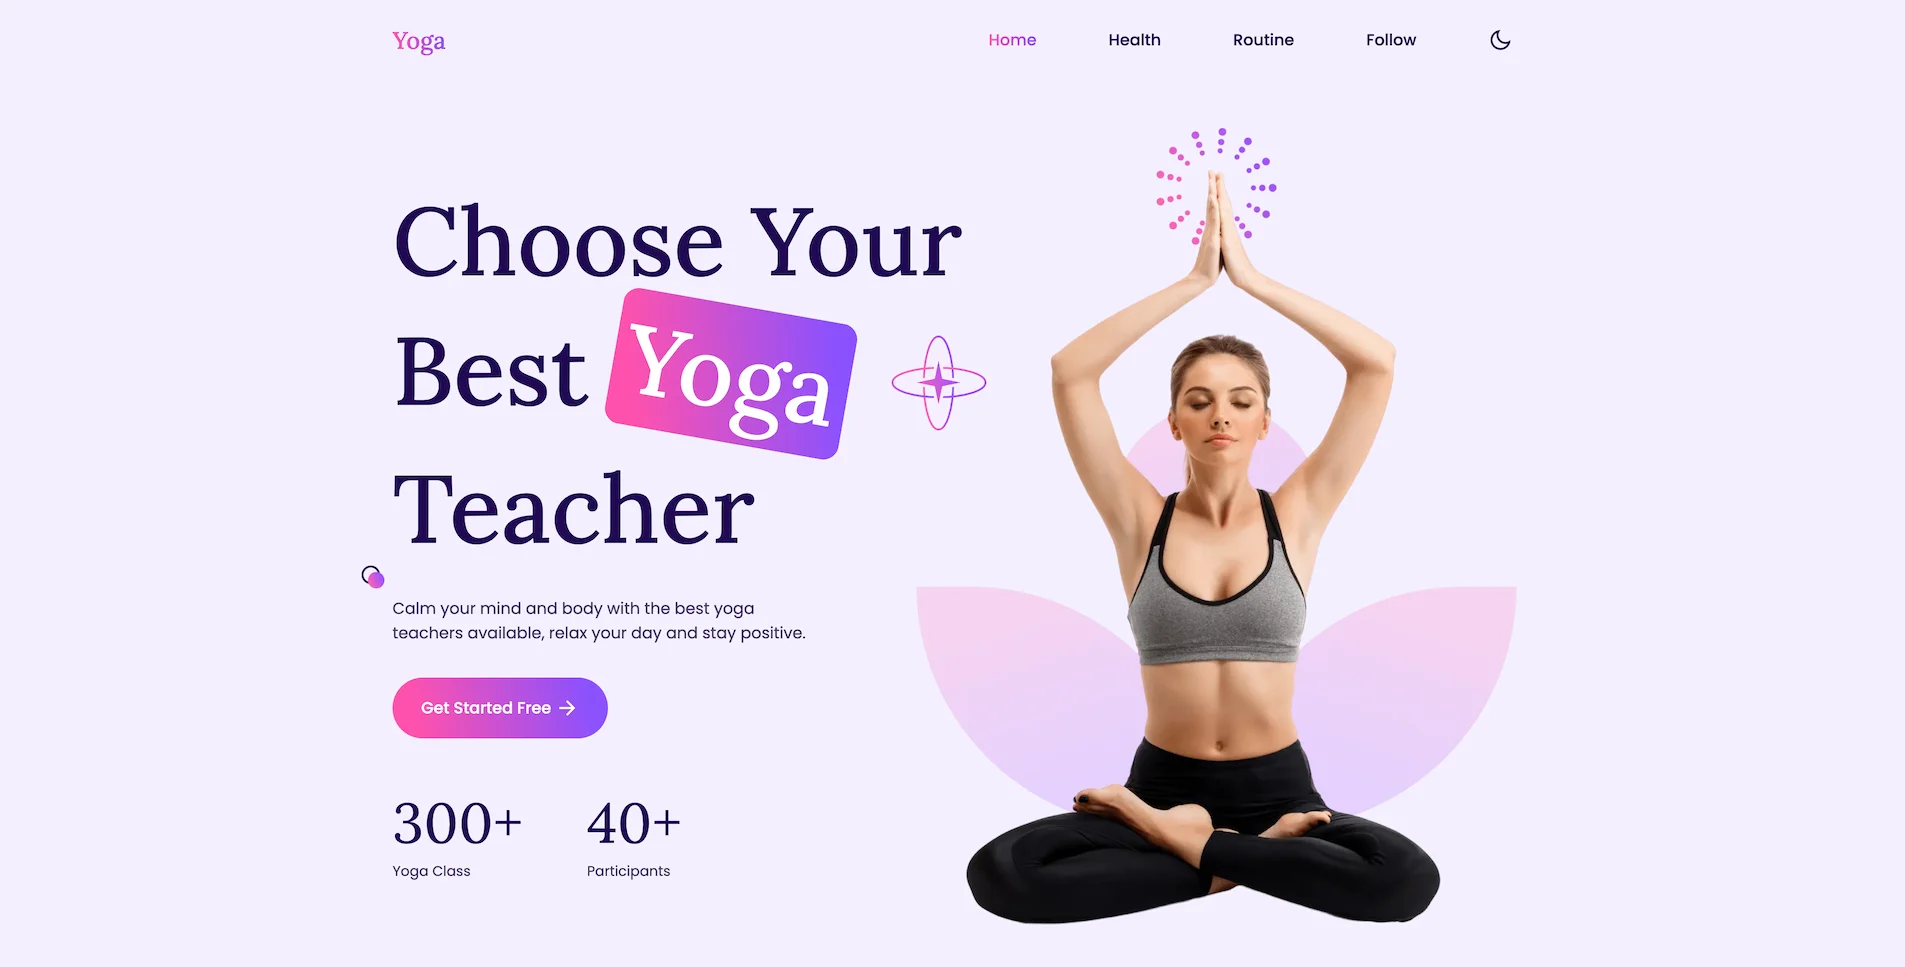 Yoga
Home Health Routine Follow
Choose Your
Best Yoga
Teacher
Calm your mind and body with the best yoga
teachers available, relax your day and stay positive.
Get Started Free
300+ 40+
Yoga Class Participants